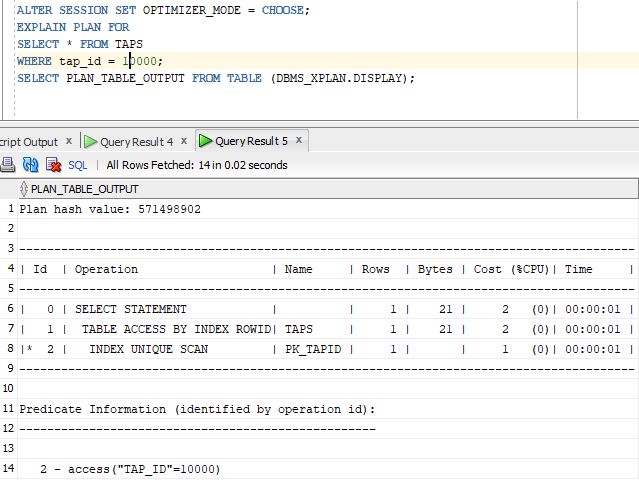 ALTER SESSION SET OPTIMIZER_MODE = CHOOSE;
EXPLAIN PLAN FOR
SELECT * FROM TAPS
WHERE tap_id = 10000;
SELECT PLAN_TABLE_OUTPUT FROM TABLE (DBMS_XPLAN.DISPLAY);
cript Output x Query Result 4 x Query Result 5 x
SQL | All Rows Fetched: 14 in 0.02 seconds
PLAN_TABLE_OUTPUT
1 Plan hash value: 571498902
2
3 ---------------------------------------------------------------------------------------
4 | Id | Operation | Name | Rows | Bytes | Cost (%CPU)| Time |
5 ---------------------------------------------------------------------------------------
6 | 0 | SELECT STATEMENT | | 1 | 21 | 2 (0)| 00:00:01 |
7 | 1 | TABLE ACCESS BY INDEX ROWID| TAPS | 1 | 21 | 2 (0)| 00:00:01 |
8 |* 2 | INDEX UNIQUE SCAN | PK_TAPID | 1 | | 1 (0)| 00:00:01 |
9 ---------------------------------------------------------------------------------------
10
11 Predicate Information (identified by operation id):
12 ---------------------------------------------------
13
14 2 - access("TAP_ID"=10000)